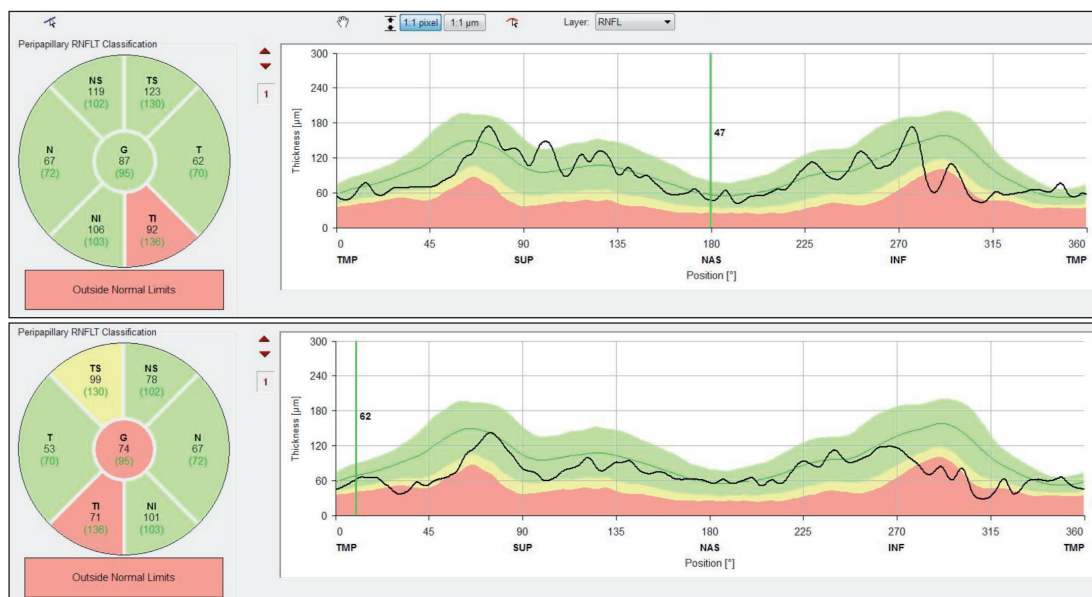 1:1 pixel 1:1 µm Layer: RNFL
Peripapillary RNFLT Classification
NS
119
(102)
TS
123
(130)
N
67
(72)
G
87
(95)
T
62
(70)
NI
106
(103)
TI
92
(136)
Outside Normal Limits
1
Thickness [µm]
300
240
180
120
60
0
47
0 45 90 135 180 225 270 315 360
TMP SUP NAS INF TMP
Position [°]
Peripapillary RNFLT Classification
TS
99
(130)
NS
78
(102)
T
53
(70)
G
74
(95)
N
67
(72)
TI
71
(136)
NI
101
(103)
Outside Normal Limits
1
Thickness [µm]
300
240
180
120
60
0
62
0 45 90 135 180 225 270 315 360
TMP SUP NAS INF TMP
Position [°]